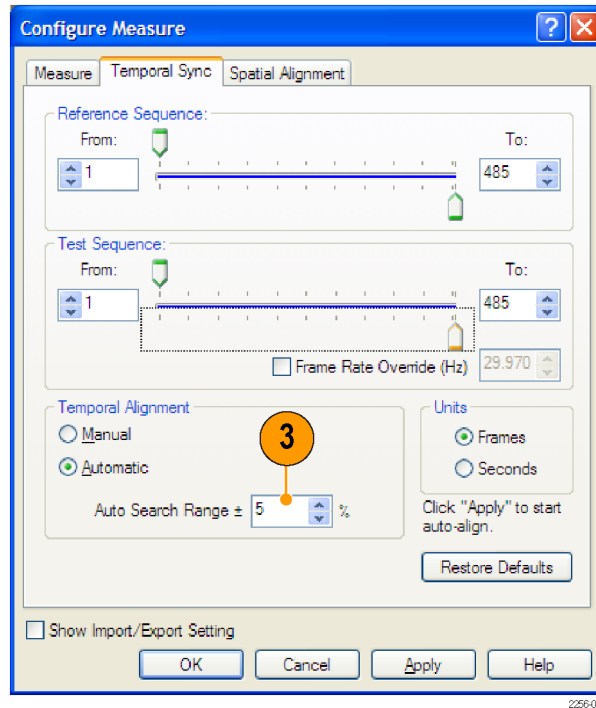 Configure Measure
Measure Temporal Sync Spatial Alignment
Reference Sequence:
From: To:
1 485
Test Sequence:
From: To:
1 485
Frame Rate Override (Hz) 29.970
Temporal Alignment
Manual
Automatic
3
Auto Search Range ± 5 %
Units
Frames
Seconds
Click "Apply" to start
auto-align.
Restore Defaults
Show Import/Export Setting
OK Cancel Apply Help